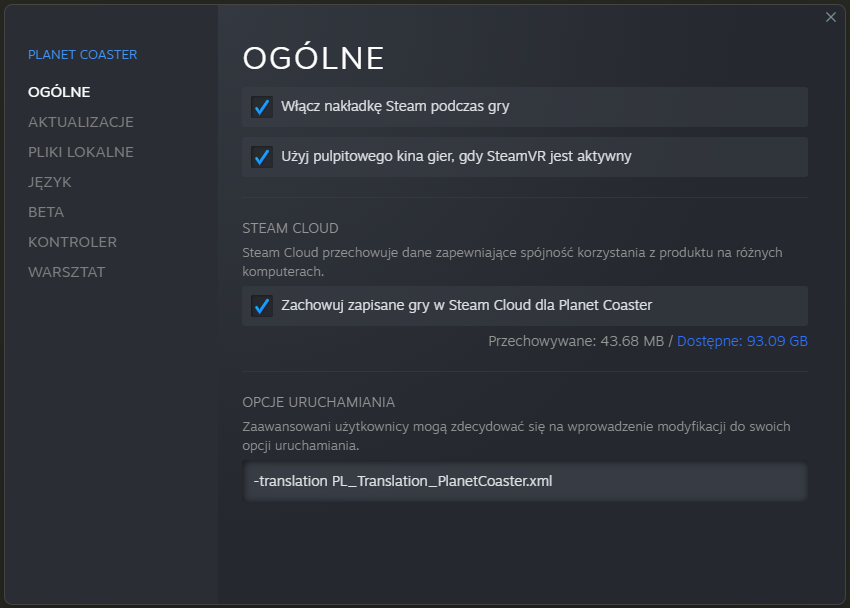 PLANET COASTER
OGÓLNE
AKTUALIZACJE
PLIKI LOKALNE
JĘZYK
BETA
KONTROLER
WARSZTAT
OGÓLNE
Włącz nakładkę Steam podczas gry
Użyj pulpitowego kina gier, gdy SteamVR jest aktywny
STEAM CLOUD
Steam Cloud przechowuje dane zapewniające spójność korzystania z produktu na różnych
komputerach.
Zachowuj zapisane gry w Steam Cloud dla Planet Coaster
Przechowywane: 43.68 MB / Dostępne: 93.09 GB
OPCJE URUCHAMIANIA
Zaawansowani użytkownicy mogą zdecydować się na wprowadzenie modyfikacji do swoich
opcji uruchamiania.
-translation PL_Translation_PlanetCoaster.xml